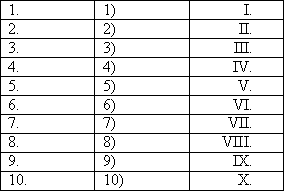 1. 1) I.
2. 2) II.
3. 3) III.
4. 4) IV.
5. 5) V.
6. 6) VI.
7. 7) VII.
8. 8) VIII.
9. 9) IX.
10. 10) X.